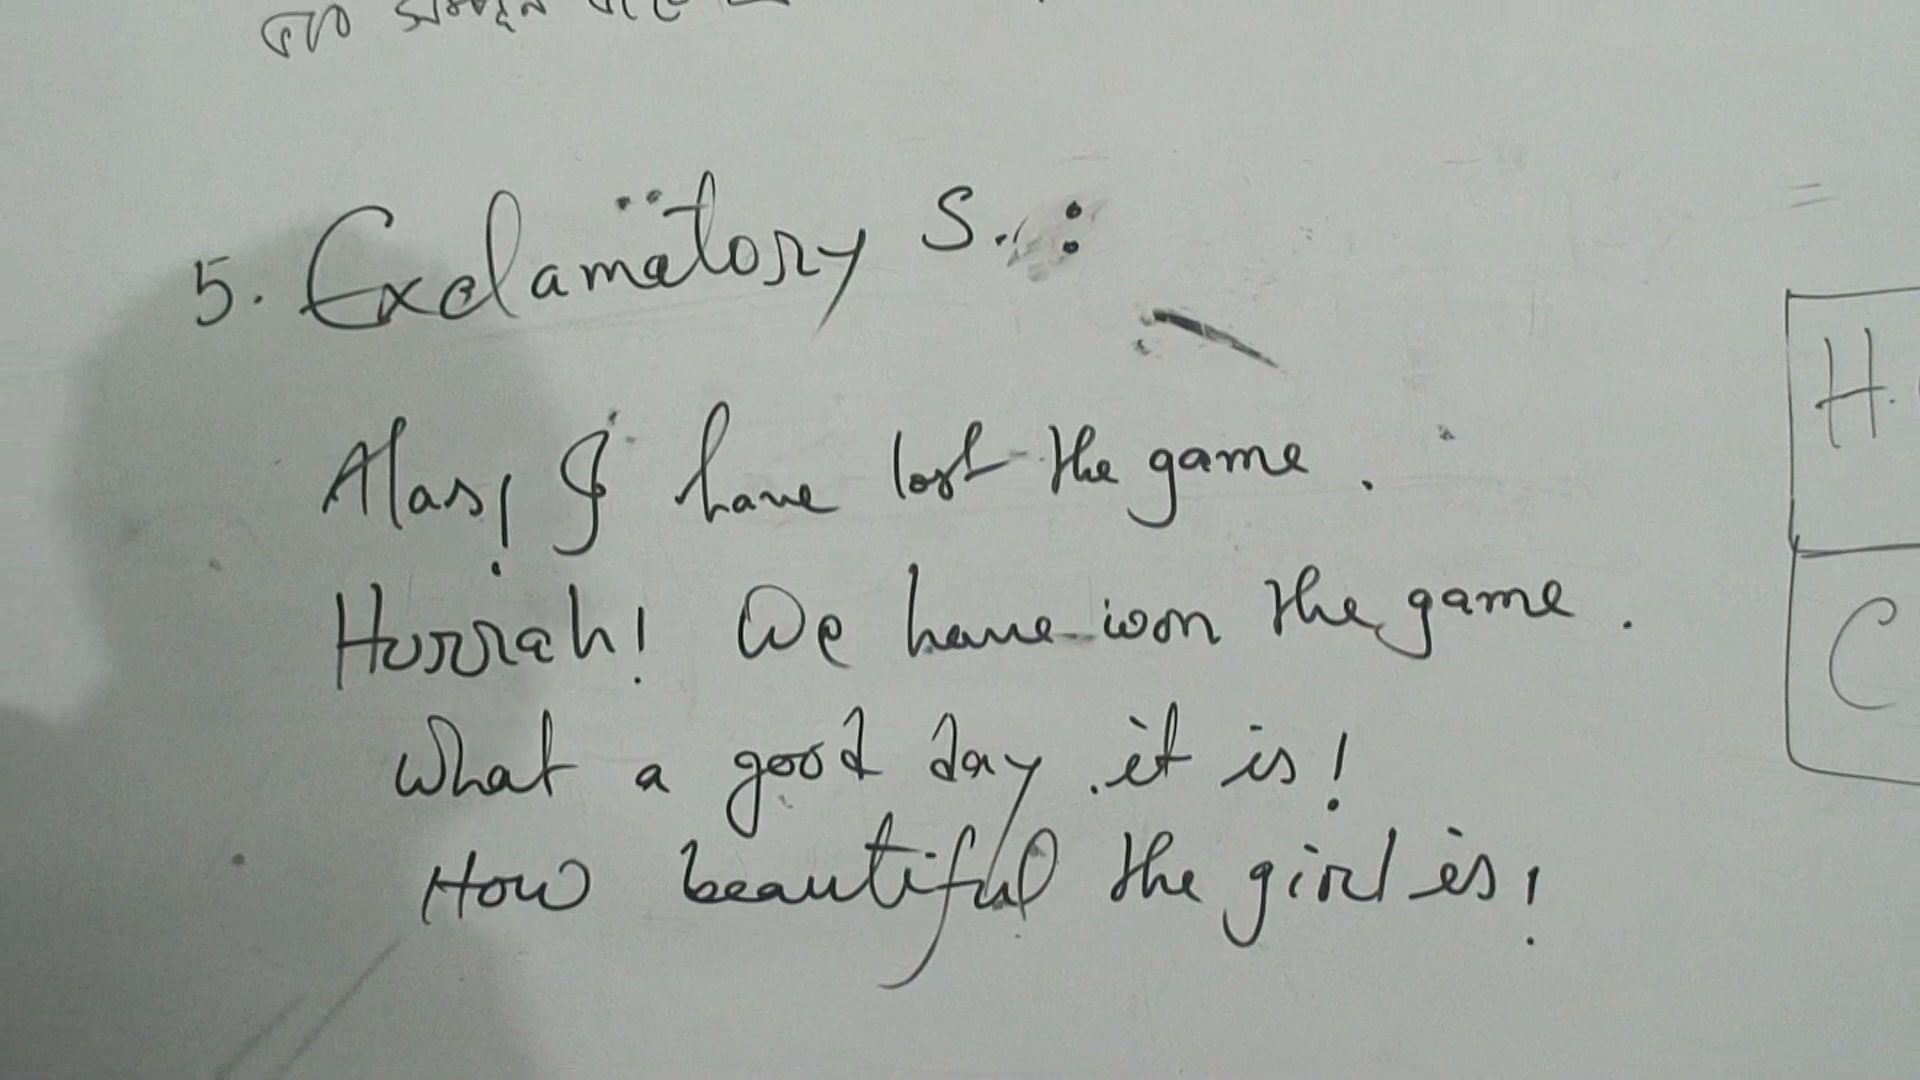 5. Exclamatory S. :
Alas! I have lost the game.
Hurrah! We have won the game.
What a good day it is!
How beautiful the girl is!
H.
C